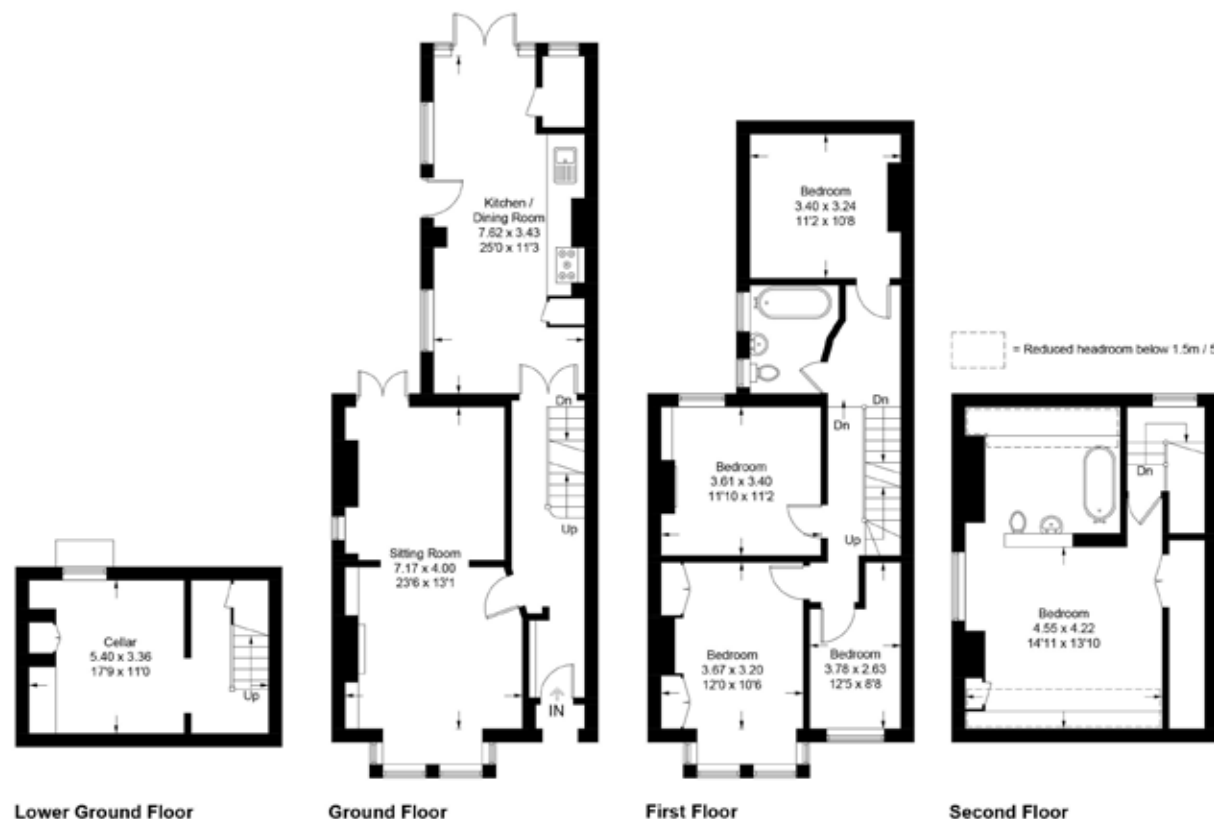 Kitchen /
Dining Room
7.62 x 3.43
25'0 x 11'3
Dn
Up
Sitting Room
7.17 x 4.00
23'6 x 13'1
IN
Cellar
5.40 x 3.36
17'9 x 11'0
Up
Bedroom
3.40 x 3.24
11'2 x 10'8
Dn
Dn
Bedroom
3.61 x 3.40
11'10 x 11'2
Up
Bedroom
3.67 x 3.20
12'0 x 10'6
Bedroom
3.78 x 2.63
12'5 x 8'8
= Reduced headroom below 1.5m / 5
Dn
Bedroom
4.55 x 4.22
14'11 x 13'10
Lower Ground Floor
Ground Floor
First Floor
Second Floor